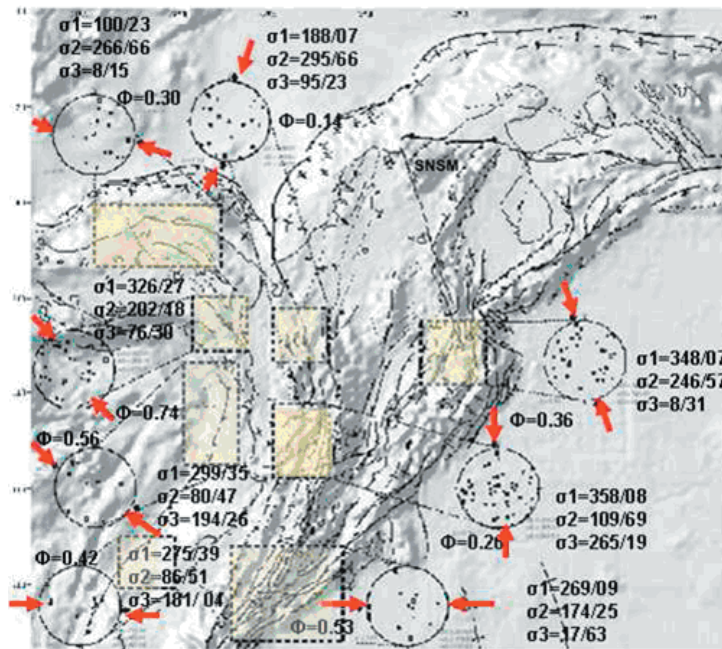 σ1=100/23
σ2=266/66
σ3=8/15
Φ=0.30
σ1=188/07
σ2=295/66
σ3=95/23
Φ=0.14
SNSM
σ1=326/27
σ2=202/18
σ3=76/30
Φ=0.74
σ1=348/07
σ2=246/57
σ3=8/31
Φ=0.36
Φ=0.56
σ1=299/35
σ2=80/47
σ3=194/26
σ1=358/08
σ2=109/69
σ3=265/19
Φ=0.26
Φ=0.42
σ1=275/39
σ2=86/51
σ3=181/ 04
σ1=269/09
σ2=174/25
σ3=17/63
Φ=0.53